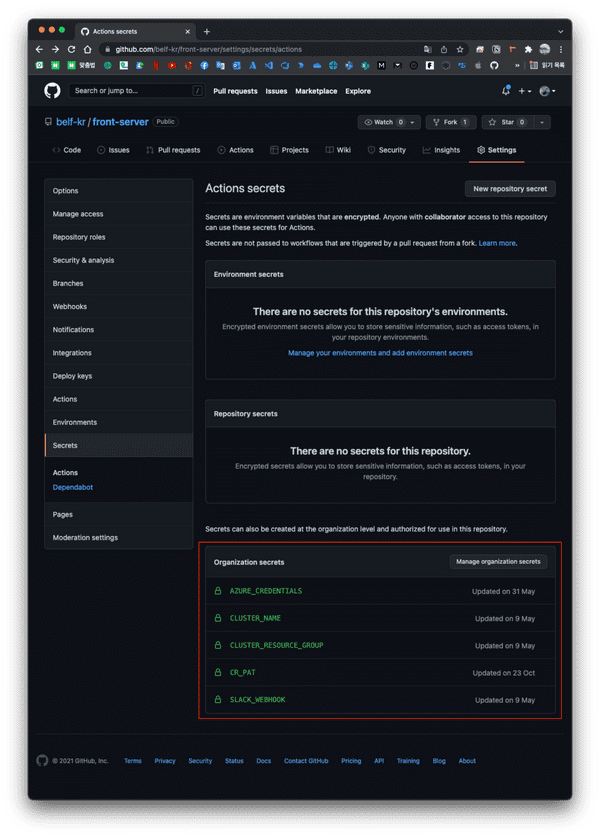 Actions secrets
github.com/belf-kr/front-server/settings/secrets/actions
맞춤법
읽기 목록
Search or jump to...
/
Pull requests
Issues
Marketplace
Explore
belf-kr / front-server
Public
Watch 0
Fork 1
Star 0
Code
Issues
Pull requests
Actions
Projects
Wiki
Security
Insights
Settings
Options
Manage access
Repository roles
Security & analysis
Branches
Webhooks
Notifications
Integrations
Deploy keys
Actions
Environments
Secrets
Actions
Dependabot
Pages
Moderation settings
Actions secrets
New repository secret
Secrets are environment variables that are encrypted. Anyone with collaborator access to this repository
can use these secrets for Actions.
Secrets are not passed to workflows that are triggered by a pull request from a fork. Learn more.
Environment secrets
There are no secrets for this repository's environments.
Encrypted environment secrets allow you to store sensitive information, such as access tokens, in
your repository environments.
Manage your environments and add environment secrets
Repository secrets
There are no secrets for this repository.
Encrypted secrets allow you to store sensitive information, such as access tokens, in your
repository.
Secrets can also be created at the organization level and authorized for use in this repository.
Organization secrets
Manage organization secrets
AZURE_CREDENTIALS
Updated on 31 May
CLUSTER_NAME
Updated on 9 May
CLUSTER_RESOURCE_GROUP
Updated on 9 May
CR_PAT
Updated on 23 Oct
SLACK_WEBHOOK
Updated on 9 May
© 2021 GitHub, Inc.
Terms
Privacy
Security
Status
Docs
Contact GitHub
Pricing
API
Training
Blog
About